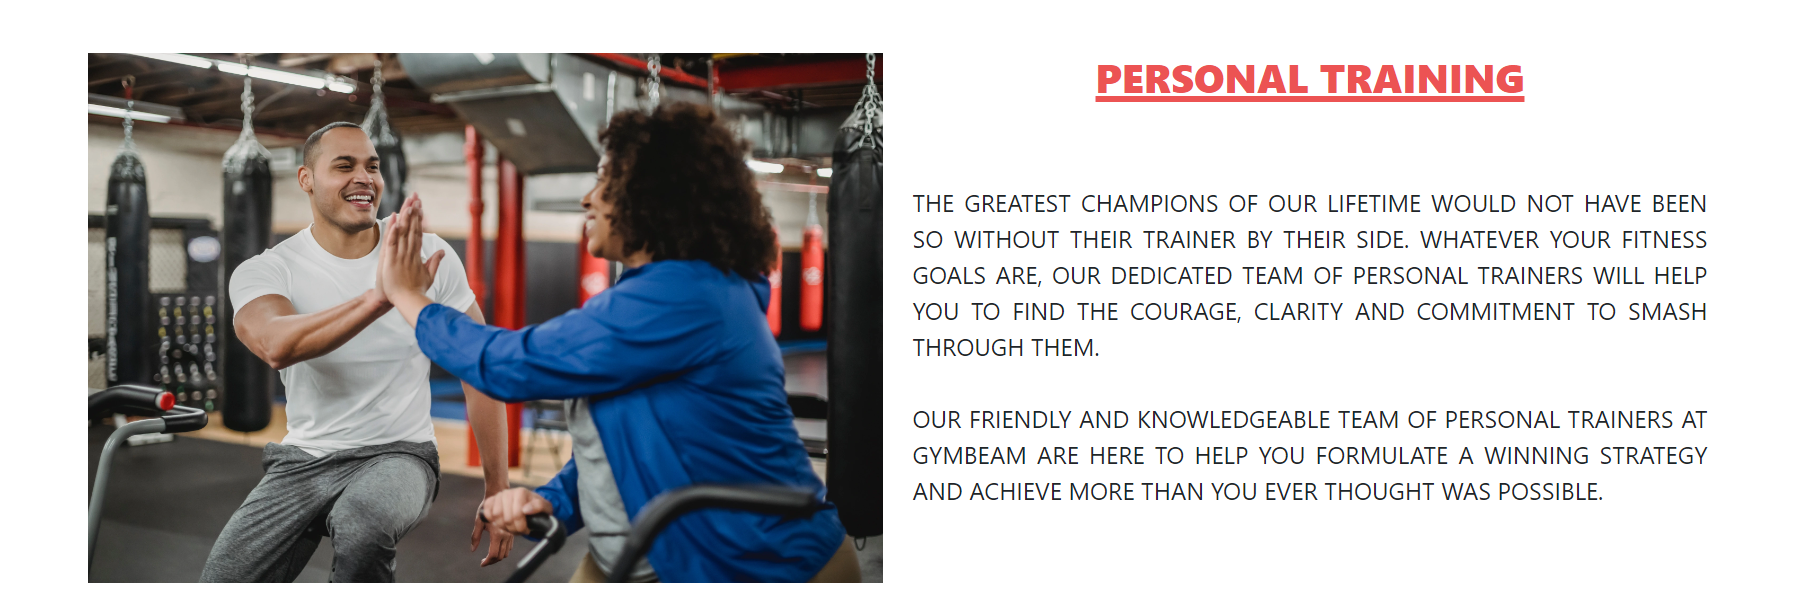 PERSONAL TRAINING
THE GREATEST CHAMPIONS OF OUR LIFETIME WOULD NOT HAVE BEEN
SO WITHOUT THEIR TRAINER BY THEIR SIDE. WHATEVER YOUR FITNESS
GOALS ARE, OUR DEDICATED TEAM OF PERSONAL TRAINERS WILL HELP
YOU TO FIND THE COURAGE, CLARITY AND COMMITMENT TO SMASH
THROUGH THEM.
OUR FRIENDLY AND KNOWLEDGEABLE TEAM OF PERSONAL TRAINERS AT
GYMBEAM ARE HERE TO HELP YOU FORMULATE A WINNING STRATEGY
AND ACHIEVE MORE THAN YOU EVER THOUGHT WAS POSSIBLE.